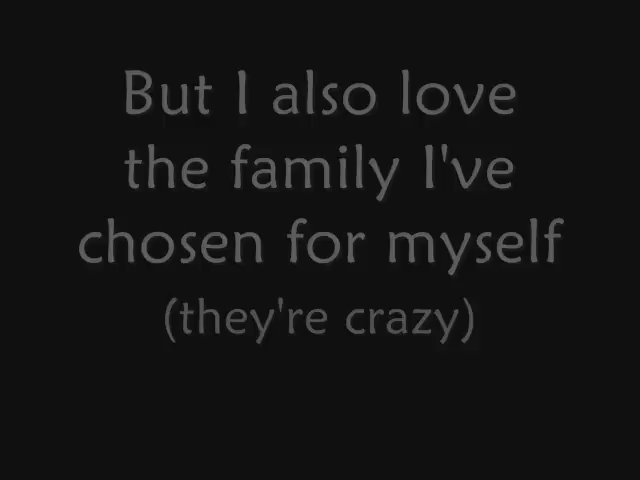 But I also love
the family I've
chosen for myself
(they're crazy)